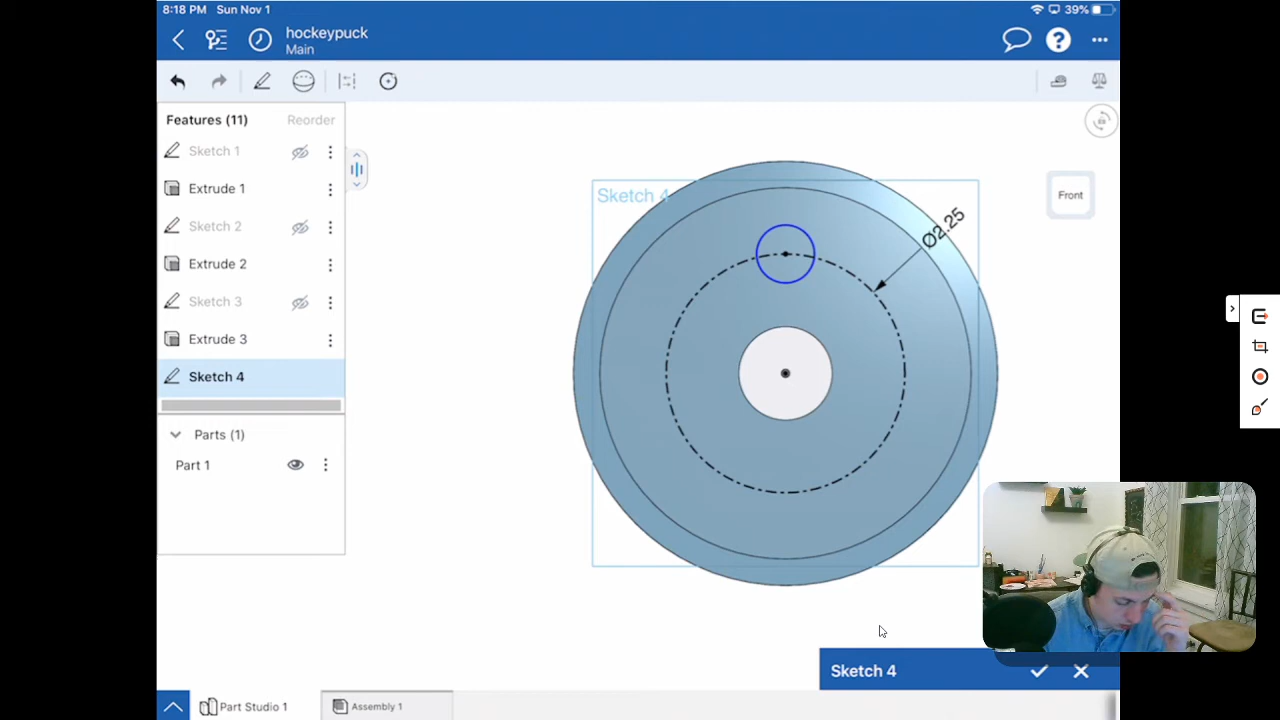 8:18 PM Sun Nov 1
39%
hockeypuck
Main
Features (11)
Reorder
Sketch 1
Extrude 1
Sketch 2
Extrude 2
Sketch 3
Extrude 3
Sketch 4
Parts (1)
Part 1
Sketch 4
Ø2.25
Front
Sketch 4
Part Studio 1
Assembly 1